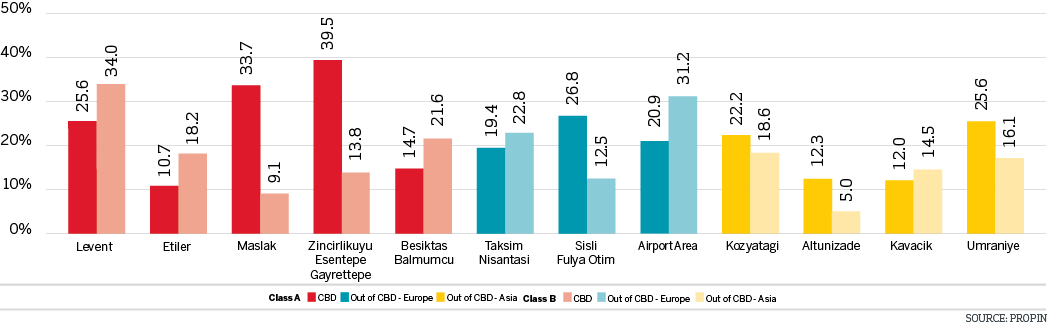 50%
40%
30%
20%
10%
0%
25.6
34.0
10.7
18.2
33.7
9.1
39.5
13.8
14.7
21.6
19.4
22.8
26.8
12.5
20.9
31.2
22.2
18.6
12.3
5.0
12.0
14.5
25.6
16.1
Levent
Etiler
Maslak
Zincirlikuyu
Esentepe
Gayrettepe
Besiktas
Balmumcu
Taksim
Nisantasi
Sisli
Fulya Otim
Airport Area
Kozyatagi
Altunizade
Kavacik
Umraniye
Class A CBD Out of CBD - Europe Out of CBD - Asia Class B CBD Out of CBD - Europe Out of CBD - Asia
SOURCE: PROPIN